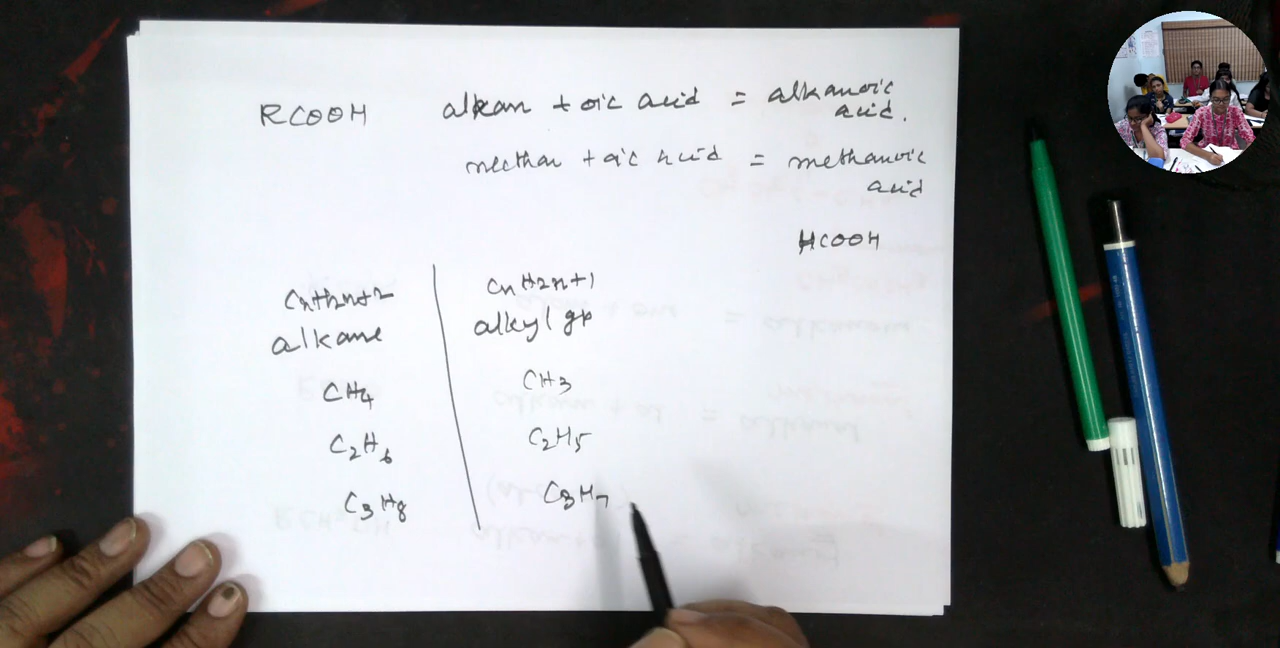 RCOOH alkan + oic acid = alkanoic acid.
methan + oic acid = methanoic acid
HCOOH
CnH2n+2 CnH2n+1
alkane alkyl gp
CH4 CH3
C2H6 C2H5
C3H8 C3H7